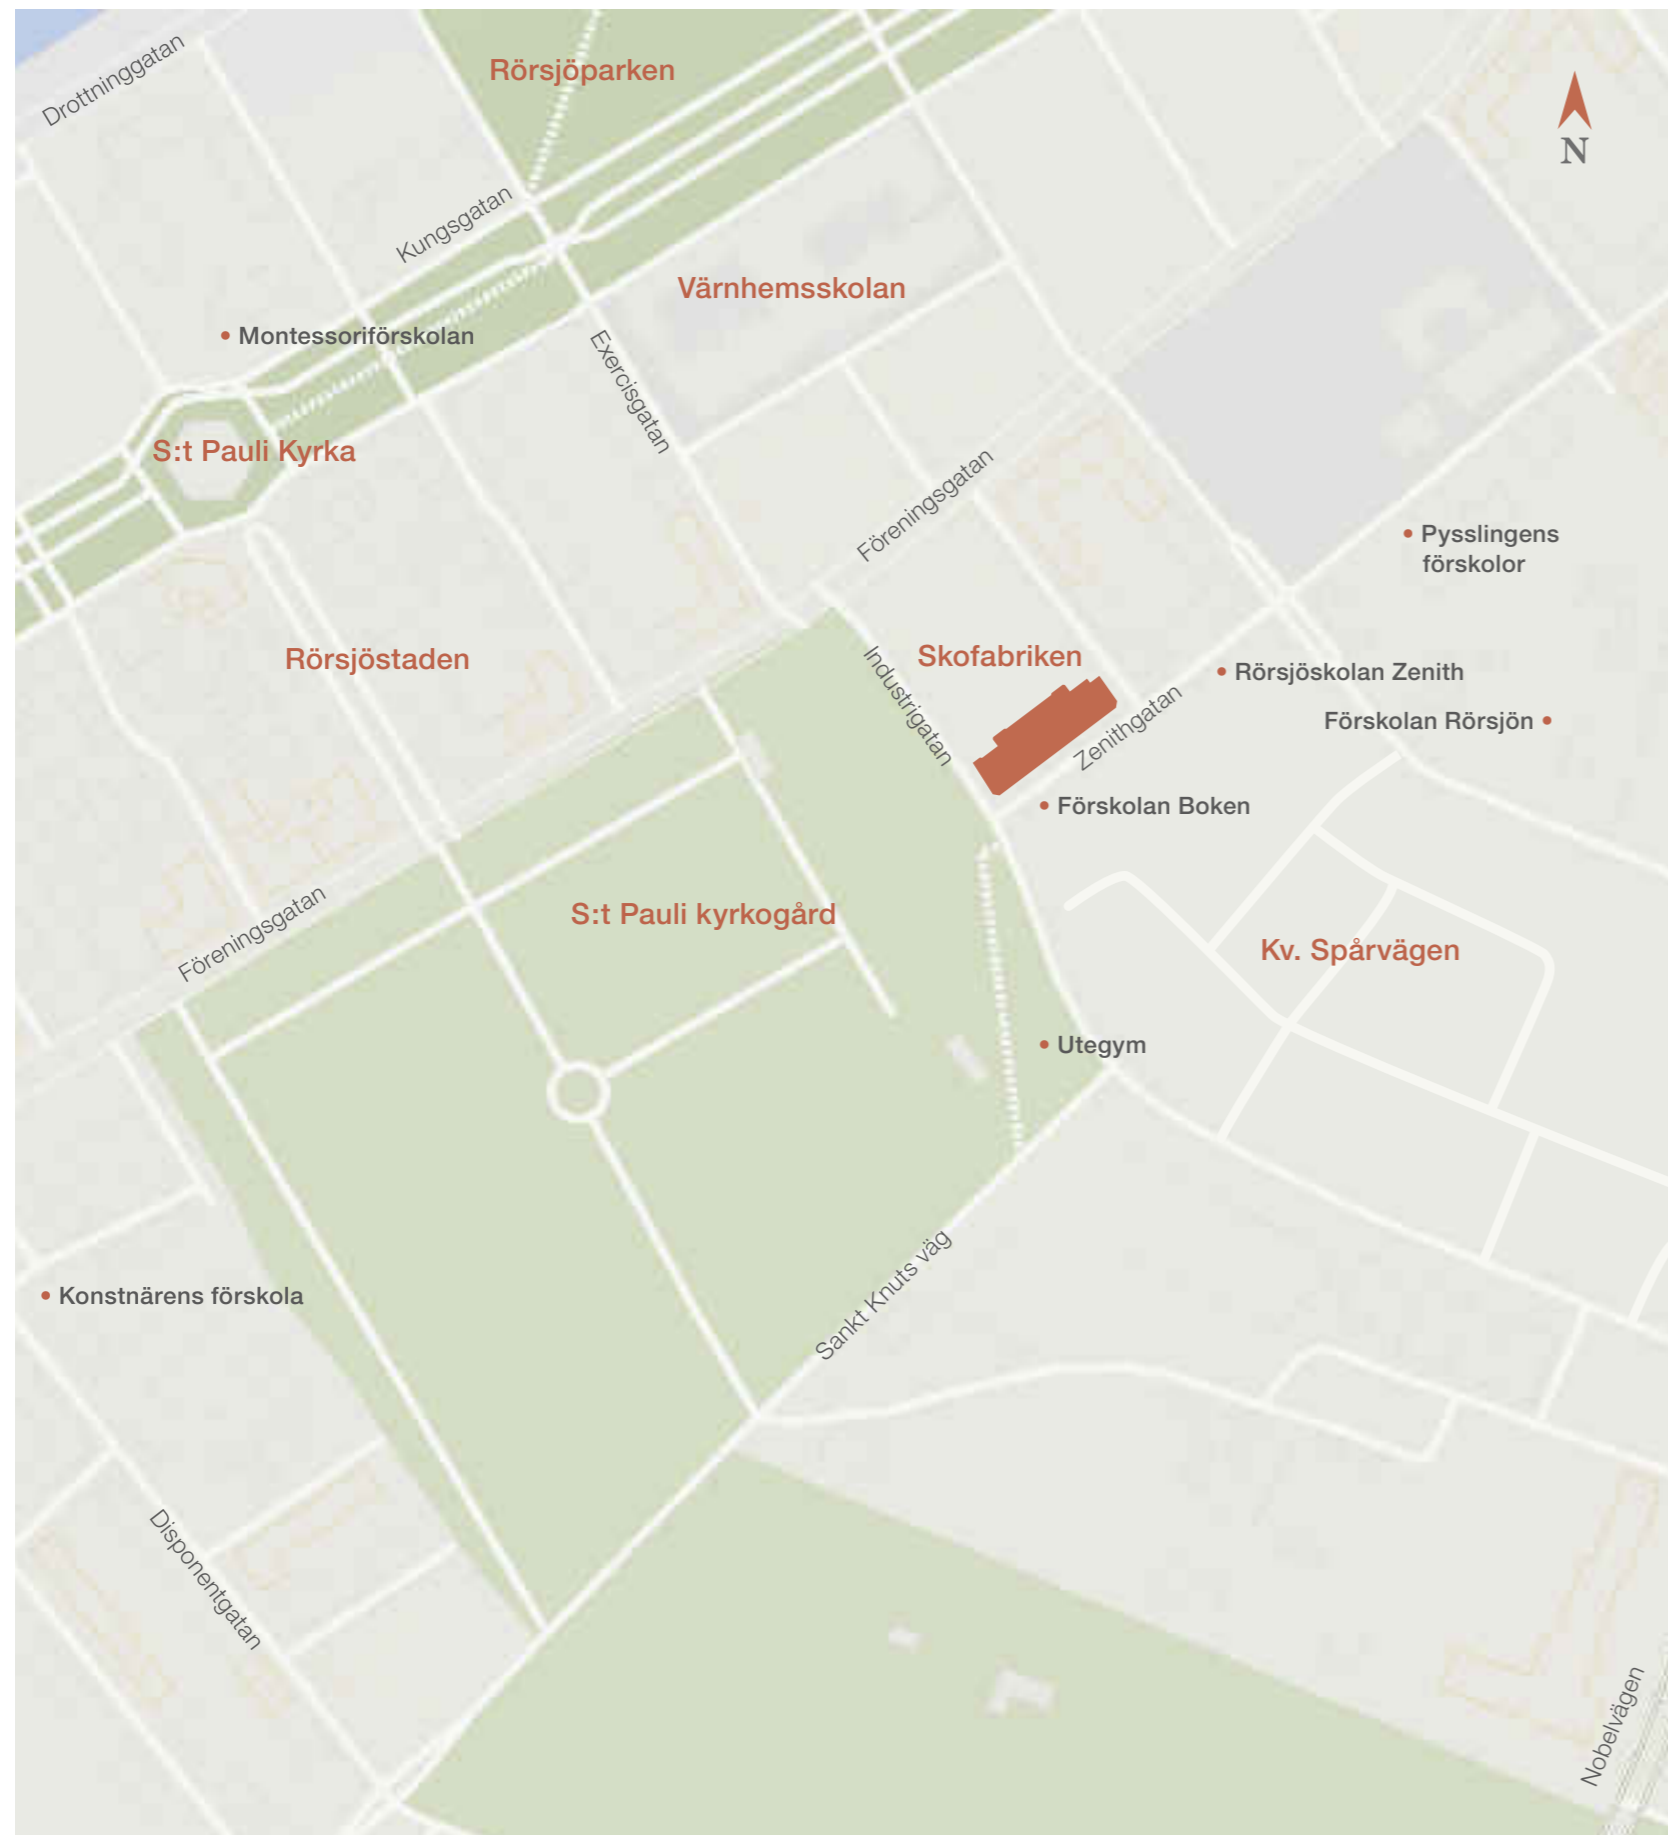 Drottninggatan
Rörsjöparken
N
Kungsgatan
Värnhemsskolan
Montessoriförskolan
Exercisgatan
S:t Pauli Kyrka
Föreningsgatan
Pysslingens
förskolor
Rörsjöstaden
Skofabriken
Industrigatan
Rörsjöskolan Zenith
Zenithgatan
Förskolan Rörsjön
Förskolan Boken
S:t Pauli kyrkogård
Föreningsgatan
Kv. Spårvägen
Utegym
Konstnärens förskola
Sankt Knuts väg
Disponentgatan
Nobelvägen